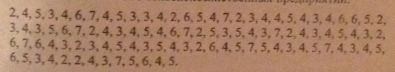 2, 4, 5, 3, 4, 6, 7, 4, 5, 3, 3, 4, 2, 6, 5, 4, 7, 2, 3, 4, 4, 5, 4, 3, 4, 6, 6, 5, 2,
3, 4, 3, 5, 6, 7, 2, 4, 3, 4, 5, 4, 6, 7, 2, 5, 3, 5, 4, 3, 7, 2, 4, 3, 4, 5, 4, 3, 2,
6, 7, 6, 4, 3, 2, 3, 4, 5, 4, 3, 5, 4, 3, 2, 6, 4, 5, 7, 5, 4, 3, 4, 5, 7, 4, 3, 4, 5,
6, 5, 3, 4, 2, 2, 4, 3, 7, 5, 6, 4, 5.